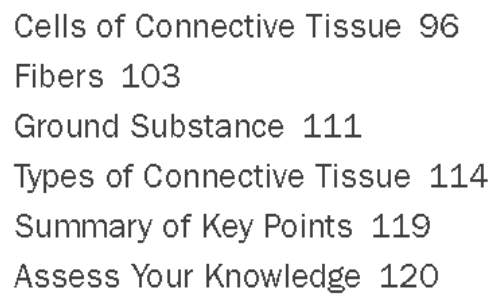 Cells of Connective Tissue 96
Fibers 103
Ground Substance 111
Types of Connective Tissue 114
Summary of Key Points 119
Assess Your Knowledge 120